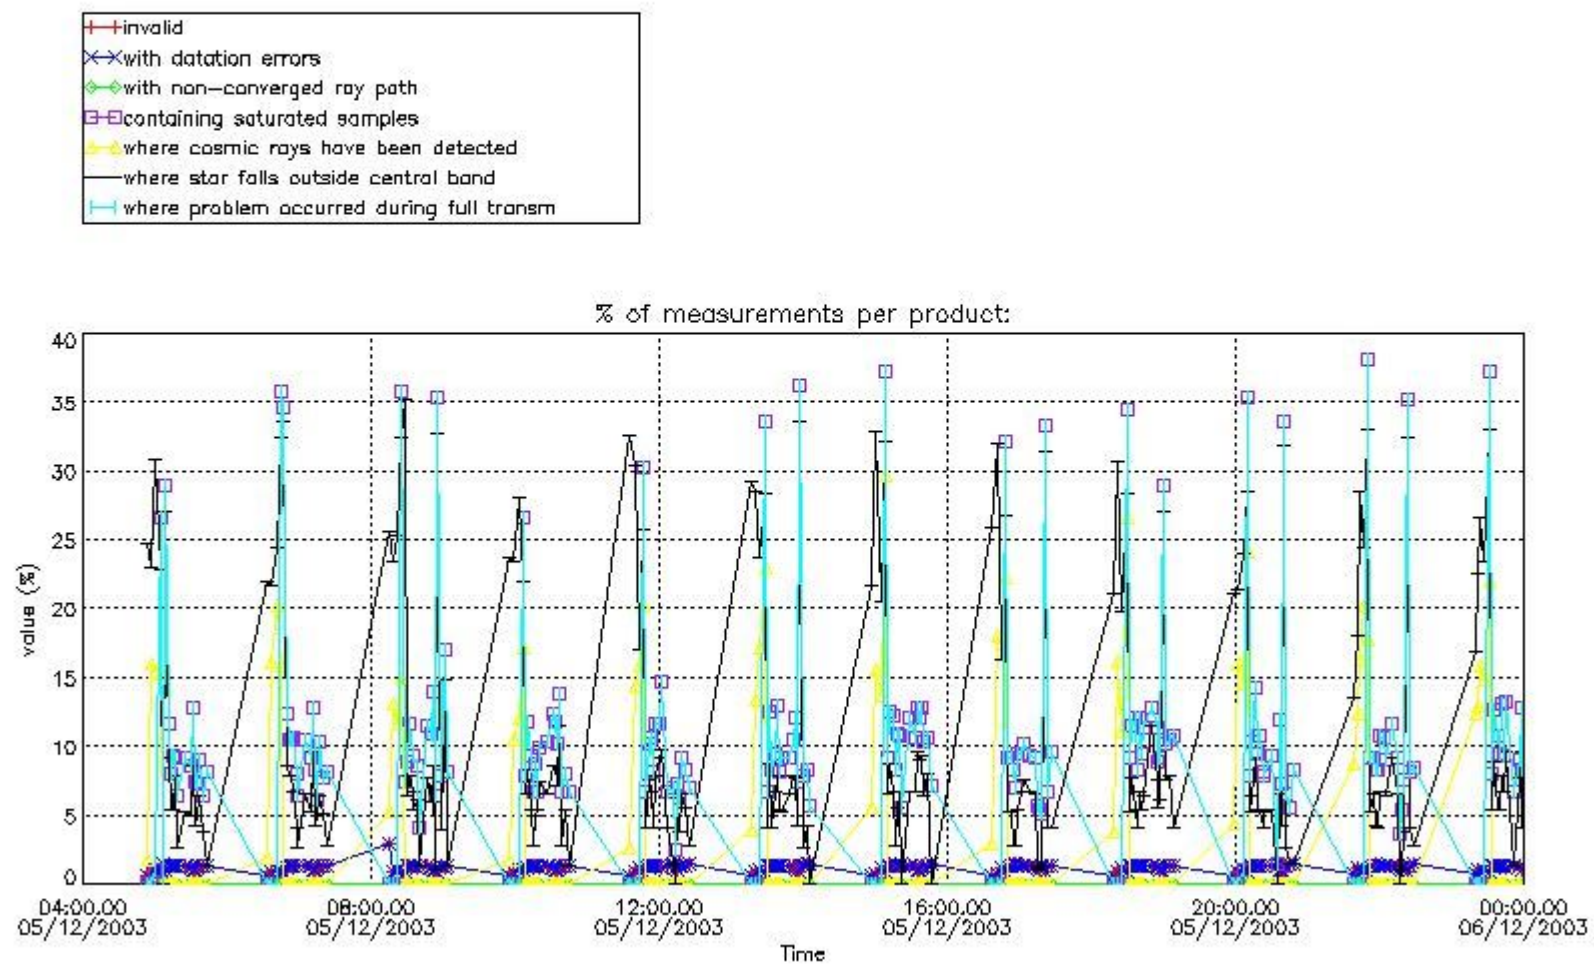 invalid
with datation errors
with non-converged ray path
containing saturated samples
where cosmic rays have been detected
where star falls outside central band
where problem occurred during full transm
% of measurements per product:
40
35
30
25
20
15
10
5
0
value (%)
04:00.00 08:00.00 12:00.00 16:00.00 20:00.00 00:00.00
05/12/2003 05/12/2003 05/12/2003 05/12/2003 05/12/2003 06/12/2003
Time